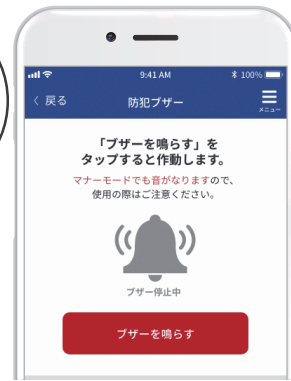 9:41 AM
100%
戻る
防犯ブザー
メニュー
「ブザーを鳴らす」を
タップすると作動します。
マナーモードでも音がなりますので、
使用の際はご注意ください。
ブザー停止中
ブザーを鳴らす